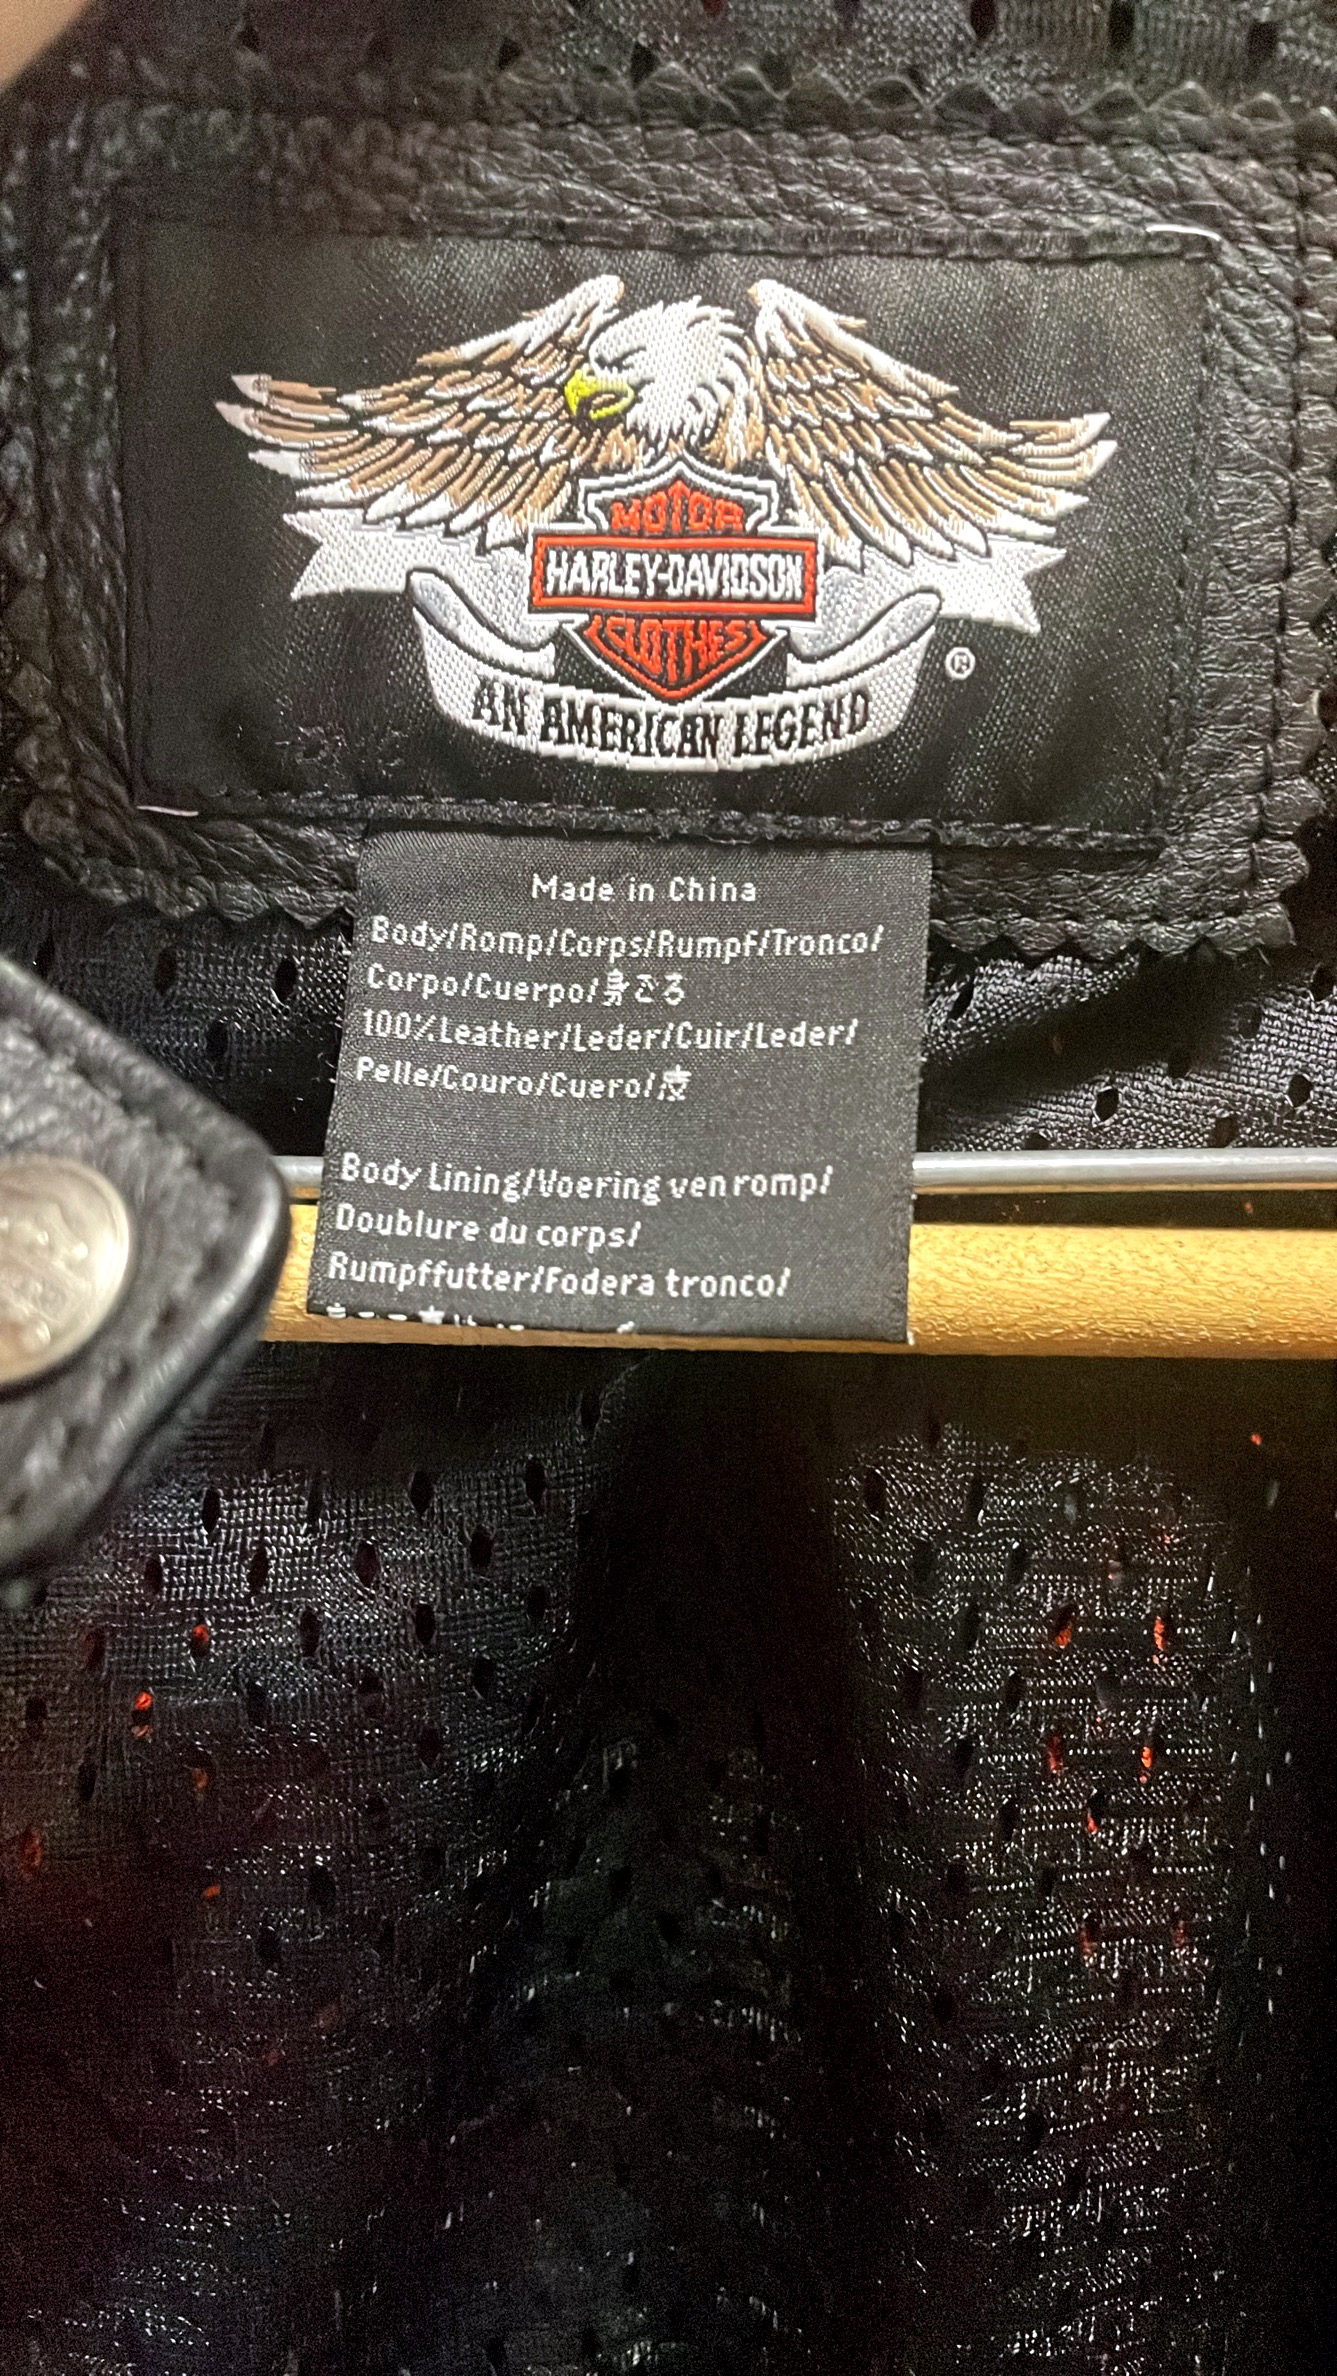 MOTOR
HARLEY-DAVIDSON
CLOTHES
AN AMERICAN LEGEND
®
Made in China
Body/Romp/Corps/Rumpf/Tronco/
Corpo/Cuerpo/身ごろ
100%Leather/Leder/Cuir/Leder/
Pelle/Couro/Cuero/皮
Body Lining/Voering ven romp/
Doublure du corps/
Rumpffutter/Fodera tronco/